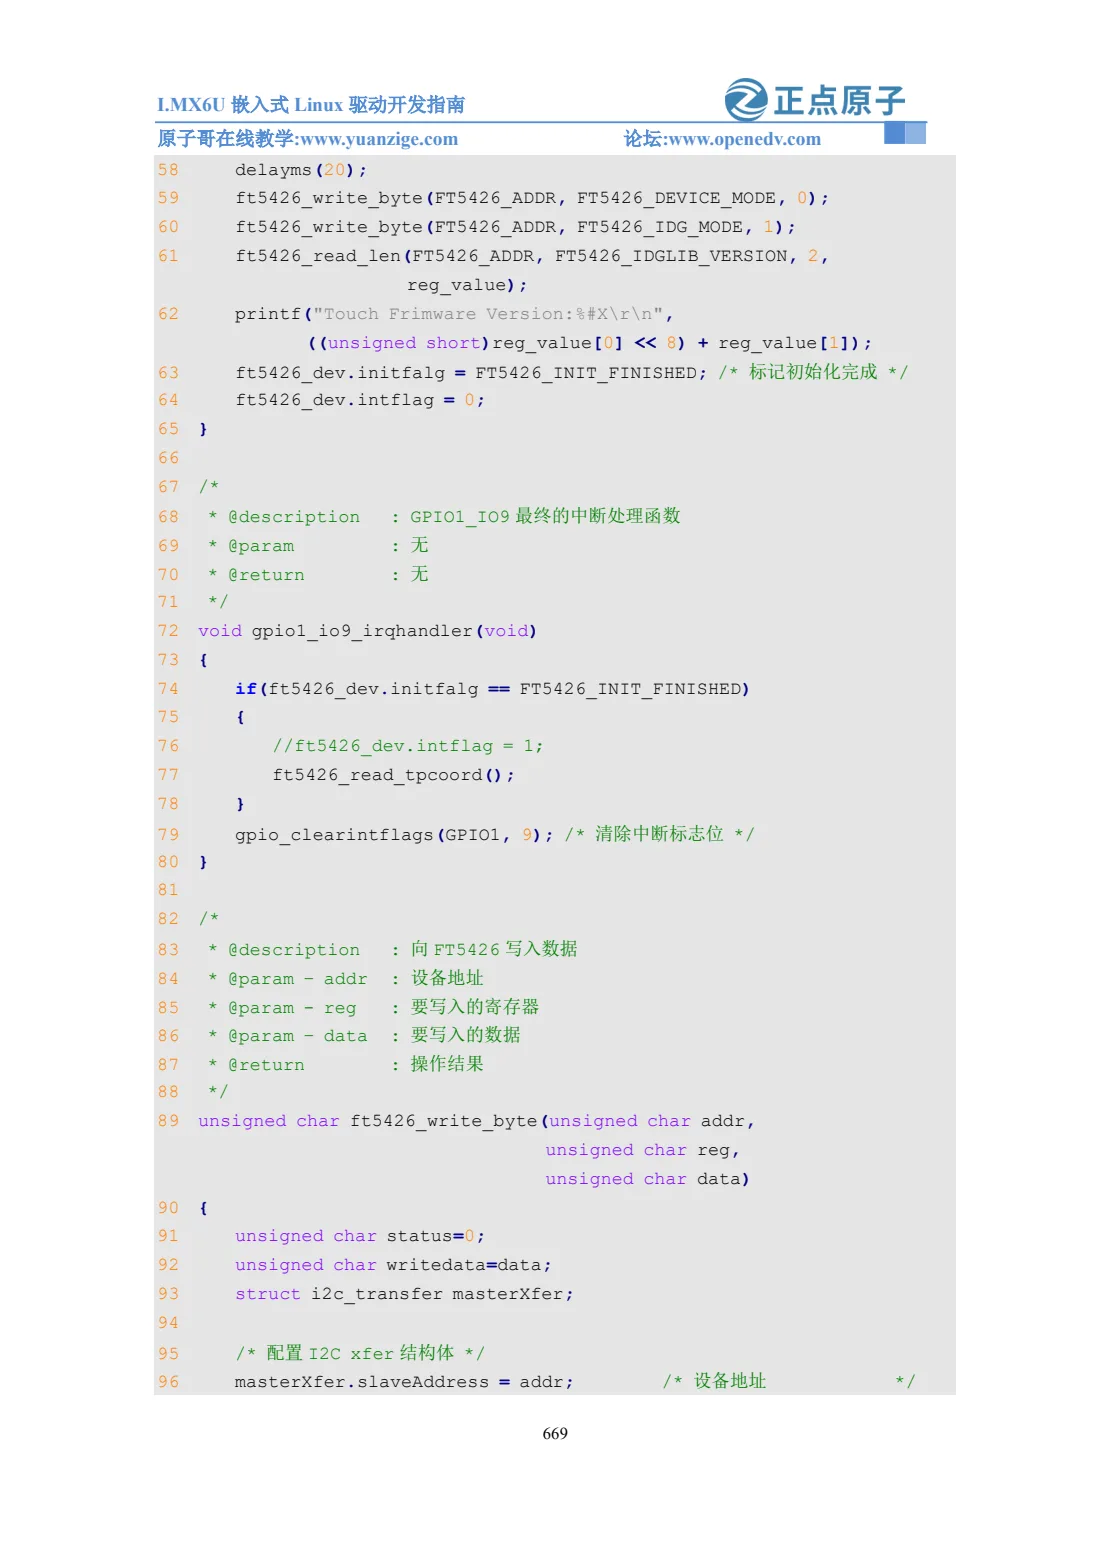 正点原子
I.MX6U 嵌入式 Linux 驱动开发指南
原子哥在线教学:www.yuanzige.com 论坛:www.openedv.com
58 delayms(20);
59 ft5426_write_byte(FT5426_ADDR, FT5426_DEVICE_MODE, 0);
60 ft5426_write_byte(FT5426_ADDR, FT5426_IDG_MODE, 1);
61 ft5426_read_len(FT5426_ADDR, FT5426_IDGLIB_VERSION, 2,
reg_value);
62 printf("Touch Frimware Version:%#X\r\n",
((unsigned short)reg_value[0] << 8) + reg_value[1]);
63 ft5426_dev.initfalg = FT5426_INIT_FINISHED; /* 标记初始化完成 */
64 ft5426_dev.intflag = 0;
65 }
66
67 /*
68 * @description : GPIO1_IO9 最终的中断处理函数
69 * @param : 无
70 * @return : 无
71 */
72 void gpio1_io9_irqhandler(void)
73 {
74 if(ft5426_dev.initfalg == FT5426_INIT_FINISHED)
75 {
76 //ft5426_dev.intflag = 1;
77 ft5426_read_tpcoord();
78 }
79 gpio_clearintflags(GPIO1, 9); /* 清除中断标志位 */
80 }
81
82 /*
83 * @description : 向 FT5426 写入数据
84 * @param – addr : 设备地址
85 * @param - reg : 要写入的寄存器
86 * @param – data : 要写入的数据
87 * @return : 操作结果
88 */
89 unsigned char ft5426_write_byte(unsigned char addr,
unsigned char reg,
unsigned char data)
90 {
91 unsigned char status=0;
92 unsigned char writedata=data;
93 struct i2c_transfer masterXfer;
94
95 /* 配置 I2C xfer 结构体 */
96 masterXfer.slaveAddress = addr; /* 设备地址 */
669